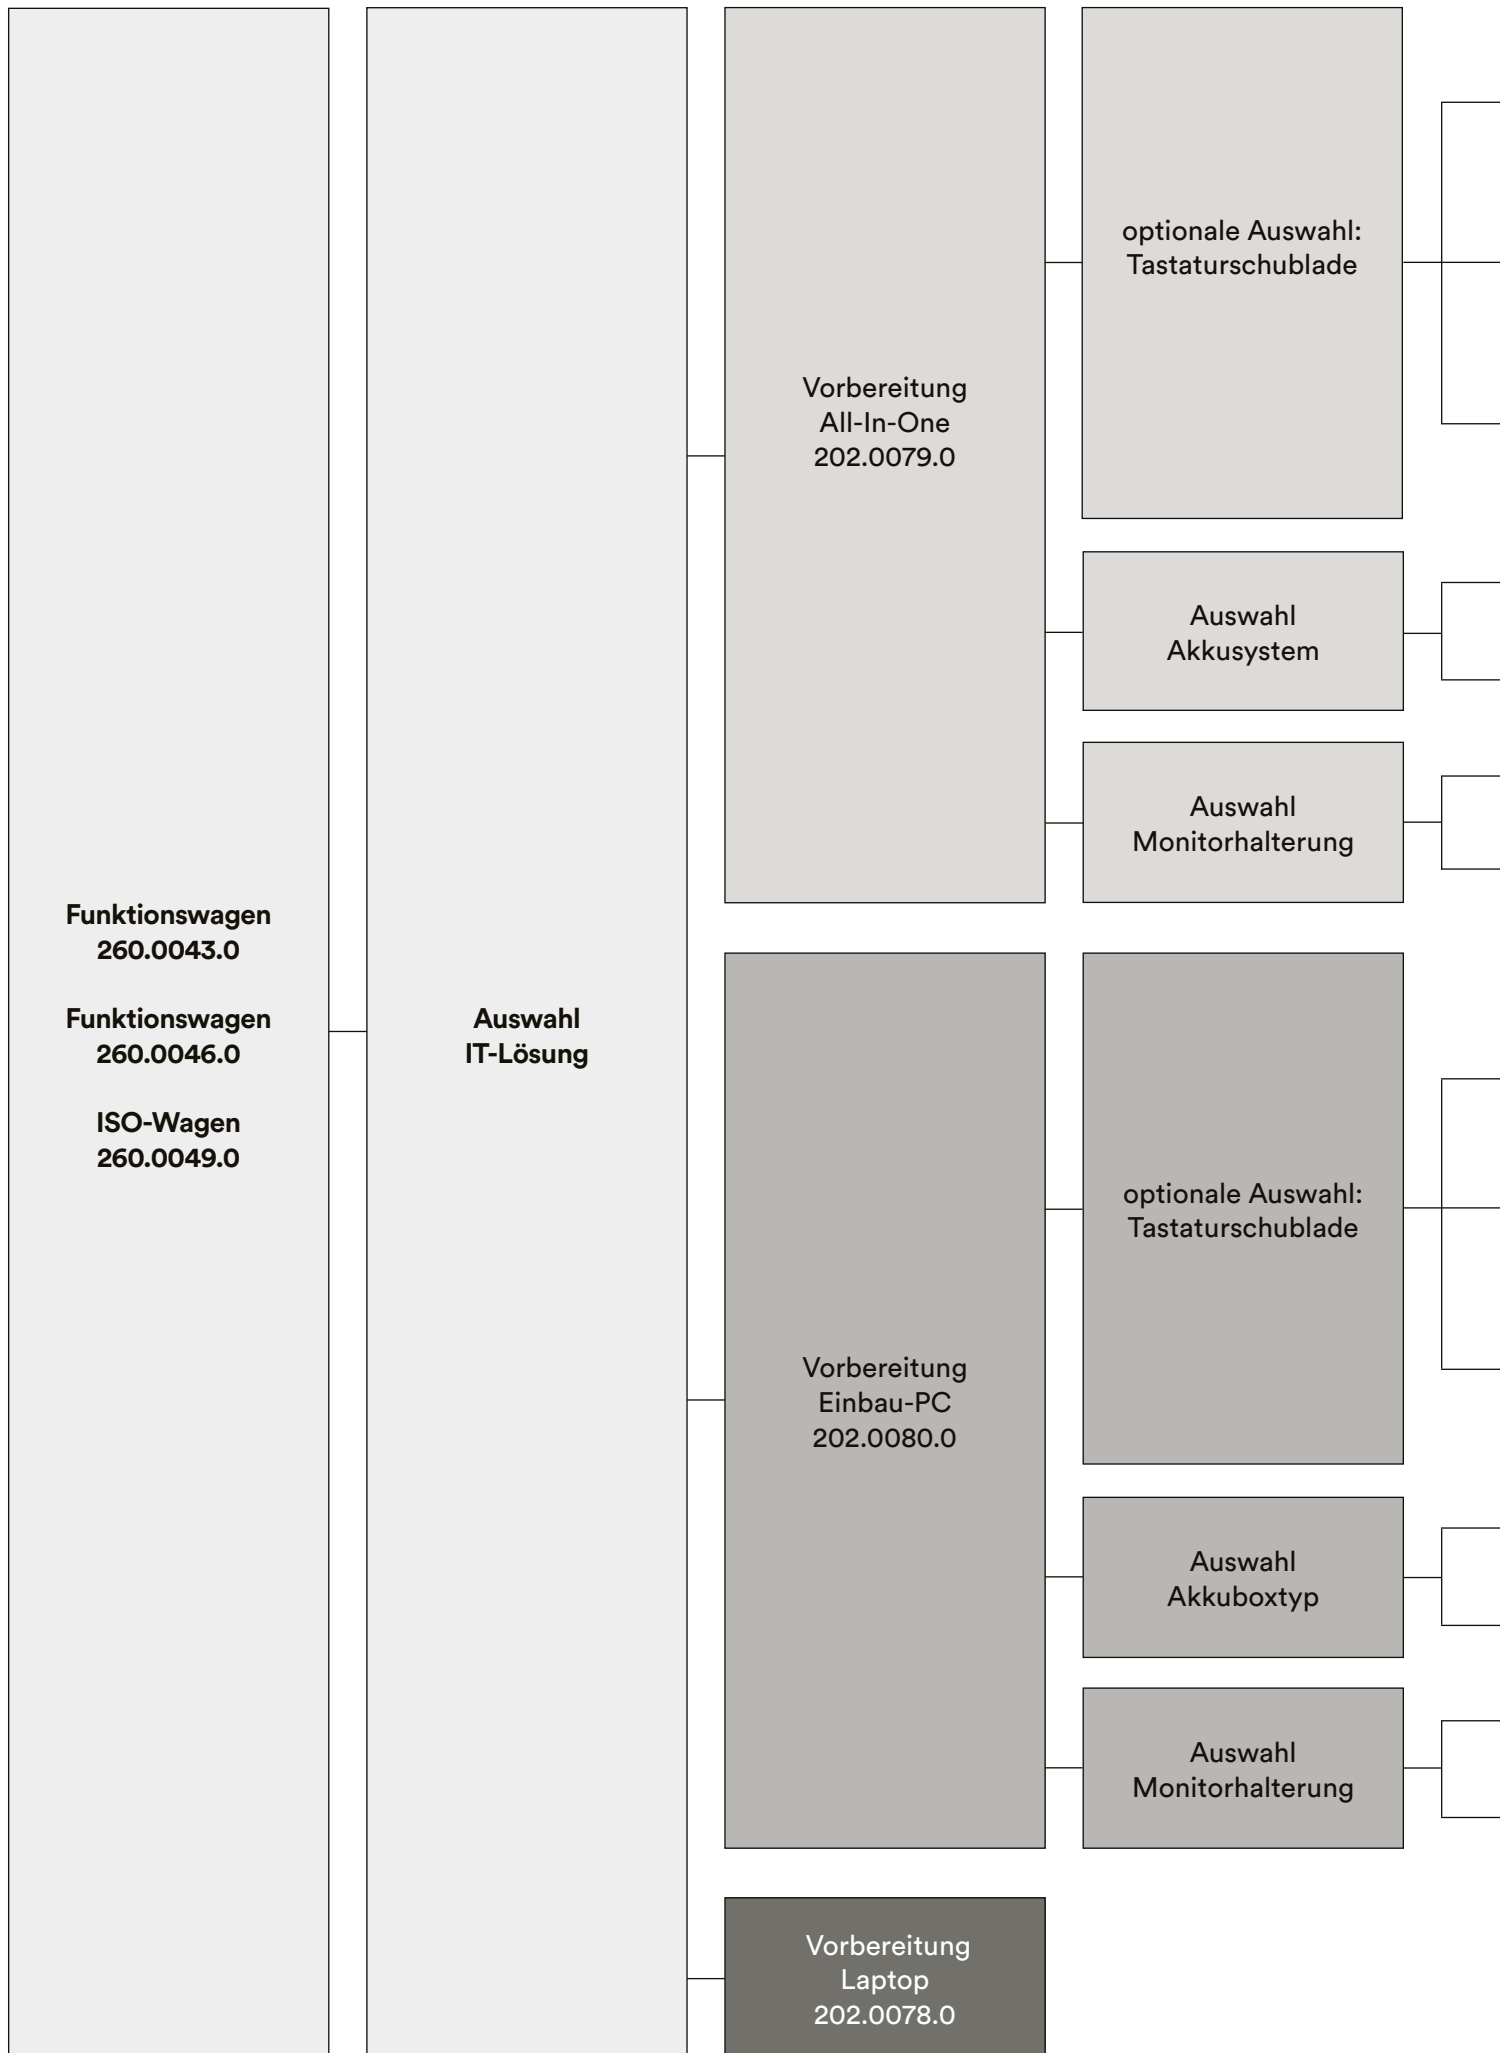 Funktionswagen
260.0043.0
Funktionswagen
260.0046.0
ISO-Wagen
260.0049.0
Auswahl
IT-Lösung
Vorbereitung
All-In-One
202.0079.0
optionale Auswahl:
Tastaturschublade
Auswahl
Akkusystem
Auswahl
Monitorhalterung
Vorbereitung
Einbau-PC
202.0080.0
optionale Auswahl:
Tastaturschublade
Auswahl
Akkuboxtyp
Auswahl
Monitorhalterung
Vorbereitung
Laptop
202.0078.0